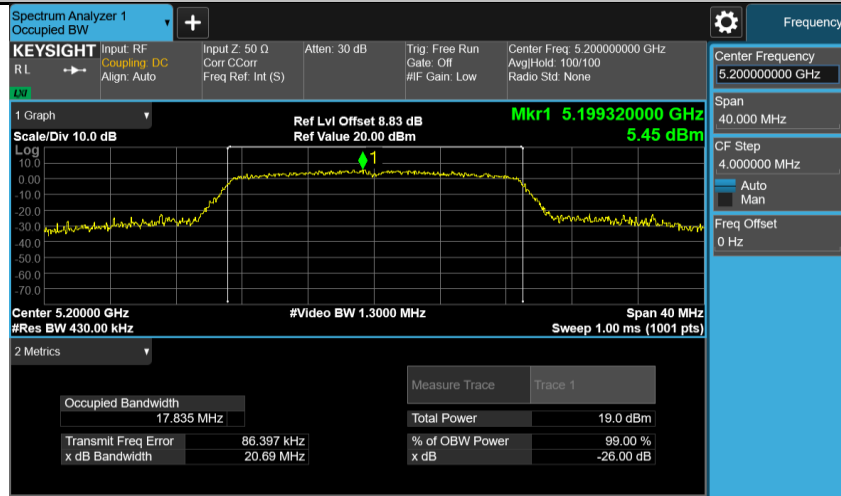 Spectrum Analyzer 1
Occupied BW
Frequency
KEYSIGHT
R L
LXI
Input: RF
Coupling: DC
Align: Auto
Input Z: 50 Ω
Corr CCorr
Freq Ref: Int (S)
Atten: 30 dB
Trig: Free Run
Gate: Off
#IF Gain: Low
Center Freq: 5.200000000 GHz
Avg|Hold: 100/100
Radio Std: None
1 Graph
Scale/Div 10.0 dB
Ref Lvl Offset 8.83 dB
Ref Value 20.00 dBm
Mkr1 5.199320000 GHz
5.45 dBm
Log
10.0
0.00
-10.0
-20.0
-30.0
-40.0
-50.0
-60.0
-70.0
1
Center 5.20000 GHz
#Res BW 430.00 kHz
#Video BW 1.3000 MHz
Span 40 MHz
Sweep 1.00 ms (1001 pts)
2 Metrics
Measure Trace Trace 1
Occupied Bandwidth
17.835 MHz
Total Power 19.0 dBm
Transmit Freq Error 86.397 kHz
% of OBW Power 99.00 %
x dB Bandwidth 20.69 MHz
x dB -26.00 dB
Center Frequency
5.200000000 GHz
Span
40.000 MHz
CF Step
4.000000 MHz
Auto
Man
Freq Offset
0 Hz